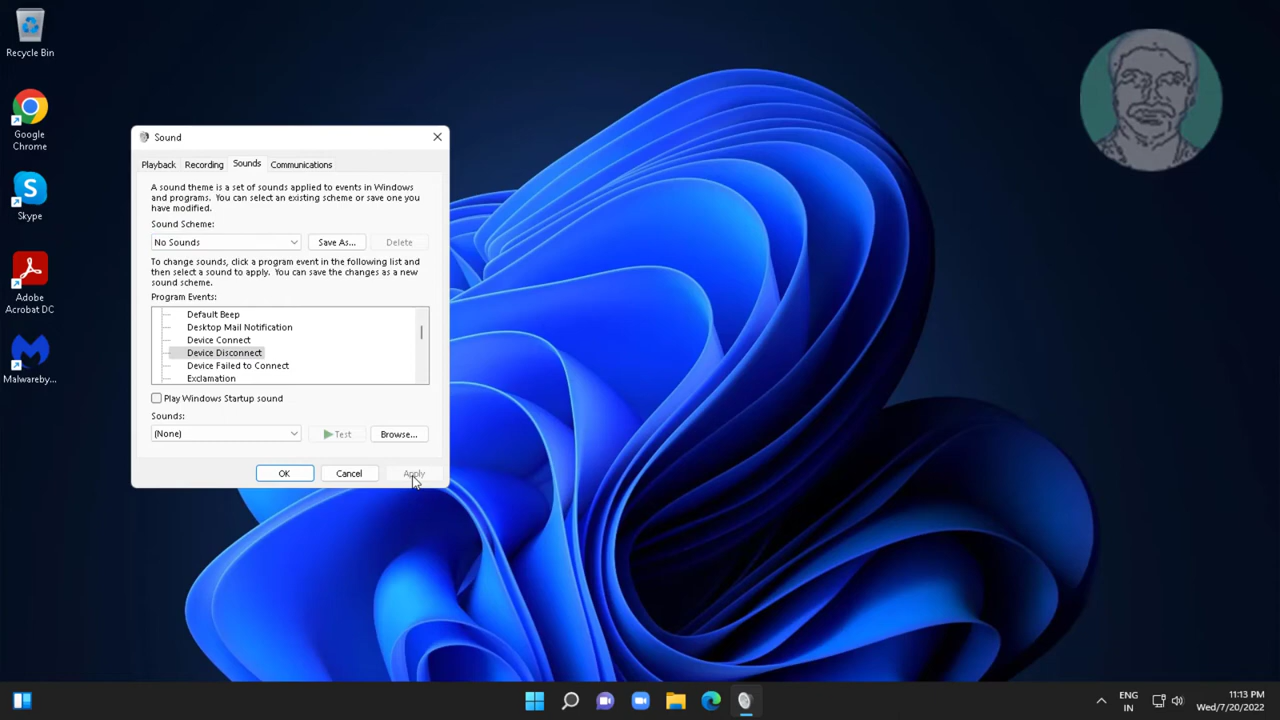 Recycle Bin
Google
Chrome
Skype
Adobe
Acrobat DC
Malwareby...
Sound
Playback Recording Sounds Communications
A sound theme is a set of sounds applied to events in Windows
and programs. You can select an existing scheme or save one you
have modified.
Sound Scheme:
No Sounds Save As... Delete
To change sounds, click a program event in the following list and
then select a sound to apply. You can save the changes as a new
sound scheme.
Program Events:
Default Beep
Desktop Mail Notification
Device Connect
Device Disconnect
Device Failed to Connect
Exclamation
Play Windows Startup sound
Sounds:
(None) Test Browse...
OK Cancel Apply
ENG
IN
11:13 PM
Wed/7/20/2022